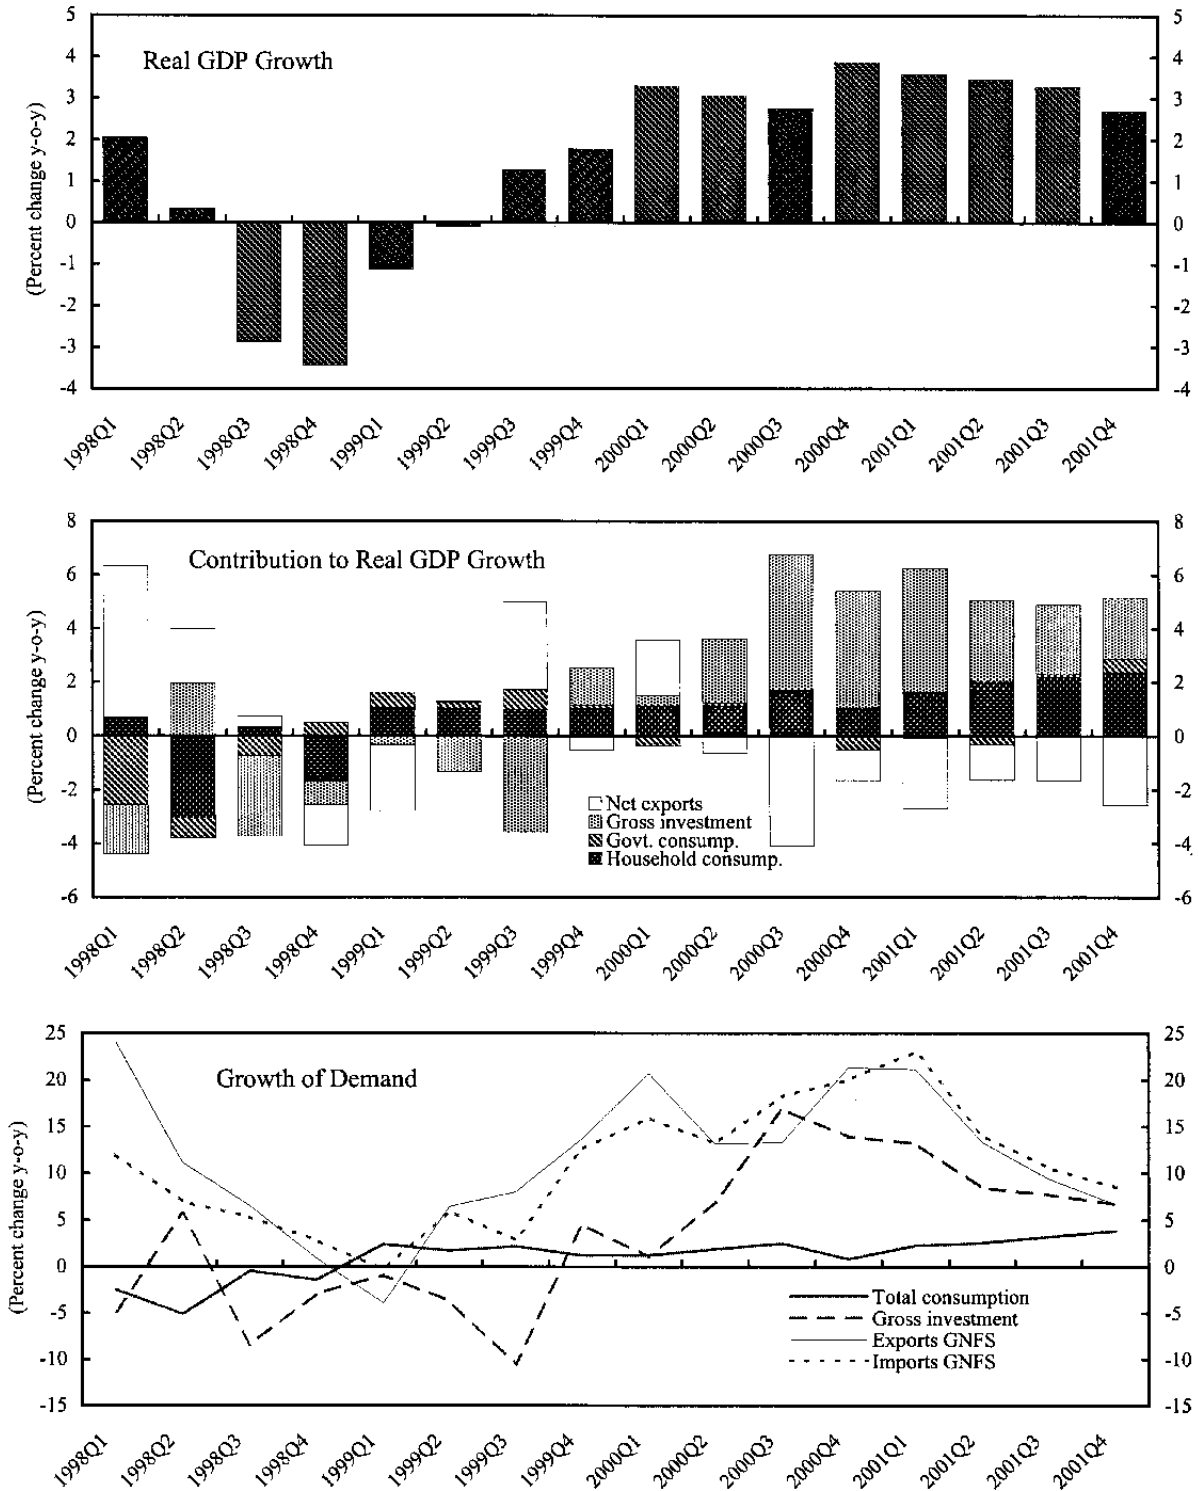 Real GDP Growth
(Percent change y-o-y)
5
4
3
2
1
0
-1
-2
-3
-4
5
4
3
2
1
0
-1
-2
-3
-4
1998Q1
1998Q2
1998Q3
1998Q4
1999Q1
1999Q2
1999Q3
1999Q4
2000Q1
2000Q2
2000Q3
2000Q4
2001Q1
2001Q2
2001Q3
2001Q4
Contribution to Real GDP Growth
(Percent change y-o-y)
8
6
4
2
0
-2
-4
-6
8
6
4
2
0
-2
-4
-6
Net exports
Gross investment
Govt. consump.
Household consump.
1998Q1
1998Q2
1998Q3
1998Q4
1999Q1
1999Q2
1999Q3
1999Q4
2000Q1
2000Q2
2000Q3
2000Q4
2001Q1
2001Q2
2001Q3
2001Q4
Growth of Demand
(Percent change y-o-y)
25
20
15
10
5
0
-5
-10
-15
25
20
15
10
5
0
-5
-10
-15
Total consumption
Gross investment
Exports GNFS
Imports GNFS
1998Q1
1998Q2
1998Q3
1998Q4
1999Q1
1999Q2
1999Q3
1999Q4
2000Q1
2000Q2
2000Q3
2000Q4
2001Q1
2001Q2
2001Q3
2001Q4